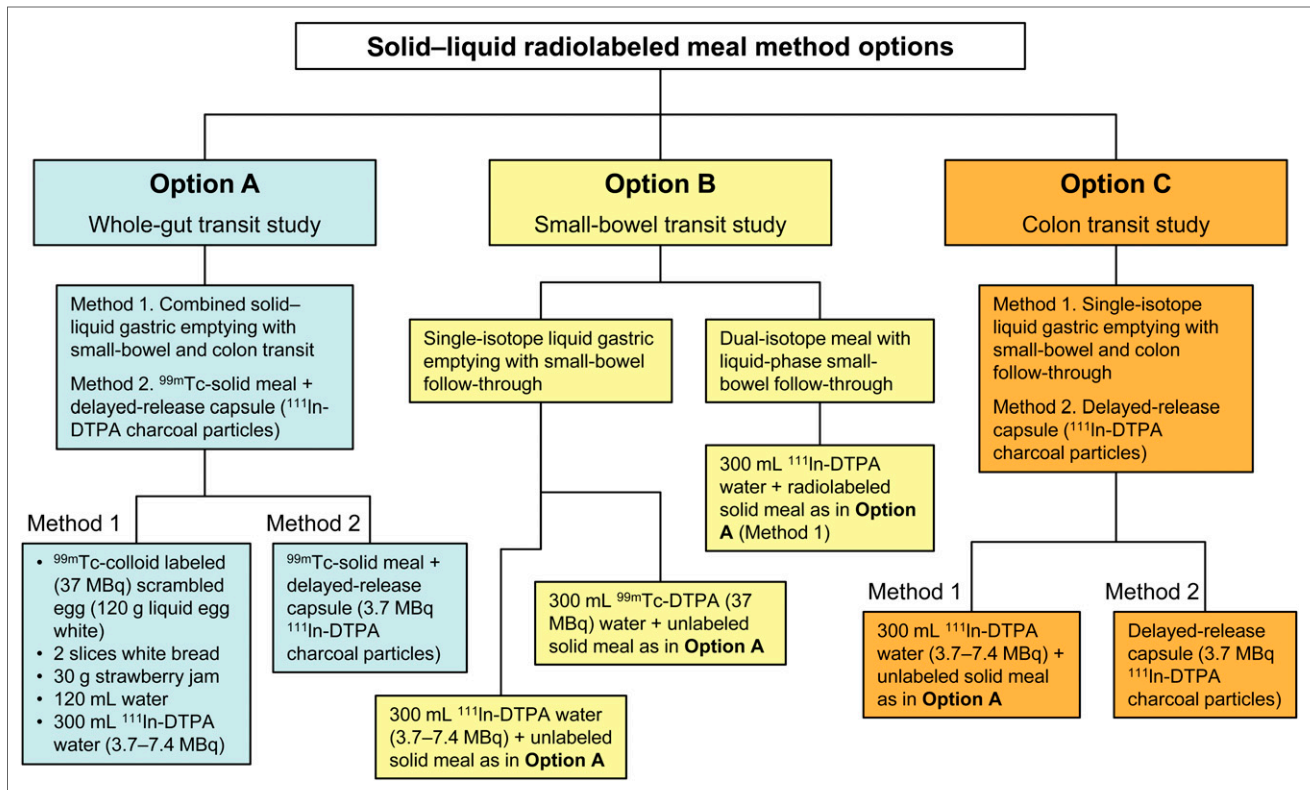 Solid–liquid radiolabeled meal method options
Option A
Whole-gut transit study
Method 1. Combined solid–
liquid gastric emptying with
small-bowel and colon transit
Method 2. ⁹⁹ᵐTc-solid meal +
delayed-release capsule (¹¹¹In-
DTPA charcoal particles)
Method 1
• ⁹⁹ᵐTc-colloid labeled
(37 MBq) scrambled
egg (120 g liquid egg
white)
• 2 slices white bread
• 30 g strawberry jam
• 120 mL water
• 300 mL ¹¹¹In-DTPA
water (3.7–7.4 MBq)
Method 2
⁹⁹ᵐTc-solid meal +
delayed-release
capsule (3.7 MBq
¹¹¹In-DTPA
charcoal particles)
Option B
Small-bowel transit study
Single-isotope liquid gastric
emptying with small-bowel
follow-through
300 mL ¹¹¹In-DTPA water
(3.7–7.4 MBq) + unlabeled
solid meal as in Option A
300 mL ⁹⁹ᵐTc-DTPA (37
MBq) water + unlabeled
solid meal as in Option A
Dual-isotope meal with
liquid-phase small-
bowel follow-through
300 mL ¹¹¹In-DTPA
water + radiolabeled
solid meal as in Option
A (Method 1)
Option C
Colon transit study
Method 1. Single-isotope
liquid gastric emptying with
small-bowel and colon
follow-through
Method 2. Delayed-release
capsule (¹¹¹In-DTPA
charcoal particles)
Method 1
300 mL ¹¹¹In-DTPA
water (3.7–7.4 MBq) +
unlabeled solid meal
as in Option A
Method 2
Delayed-release
capsule (3.7 MBq
¹¹¹In-DTPA
charcoal particles)